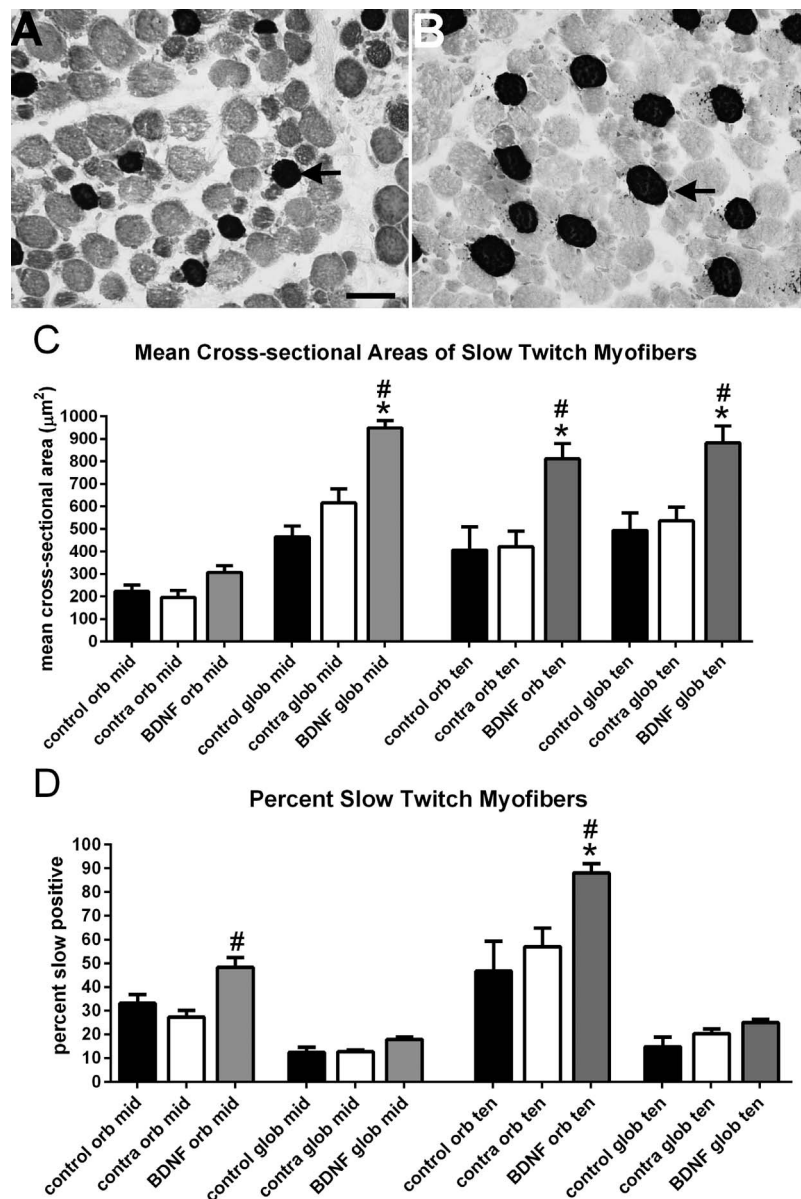 A
B
C
Mean Cross-sectional Areas of Slow Twitch Myofibers
mean cross-sectional area (μm²)
1000
900
800
700
600
500
400
300
200
100
0
#
*
#
*
#
*
control orb mid
contra orb mid
BDNF orb mid
control glob mid
contra glob mid
BDNF glob mid
control orb ten
contra orb ten
BDNF orb ten
control glob ten
contra glob ten
BDNF glob ten
D
Percent Slow Twitch Myofibers
percent slow positive
100
90
80
70
60
50
40
30
20
10
0
#
#
*
control orb mid
contra orb mid
BDNF orb mid
control glob mid
contra glob mid
BDNF glob mid
control orb ten
contra orb ten
BDNF orb ten
control glob ten
contra glob ten
BDNF glob ten